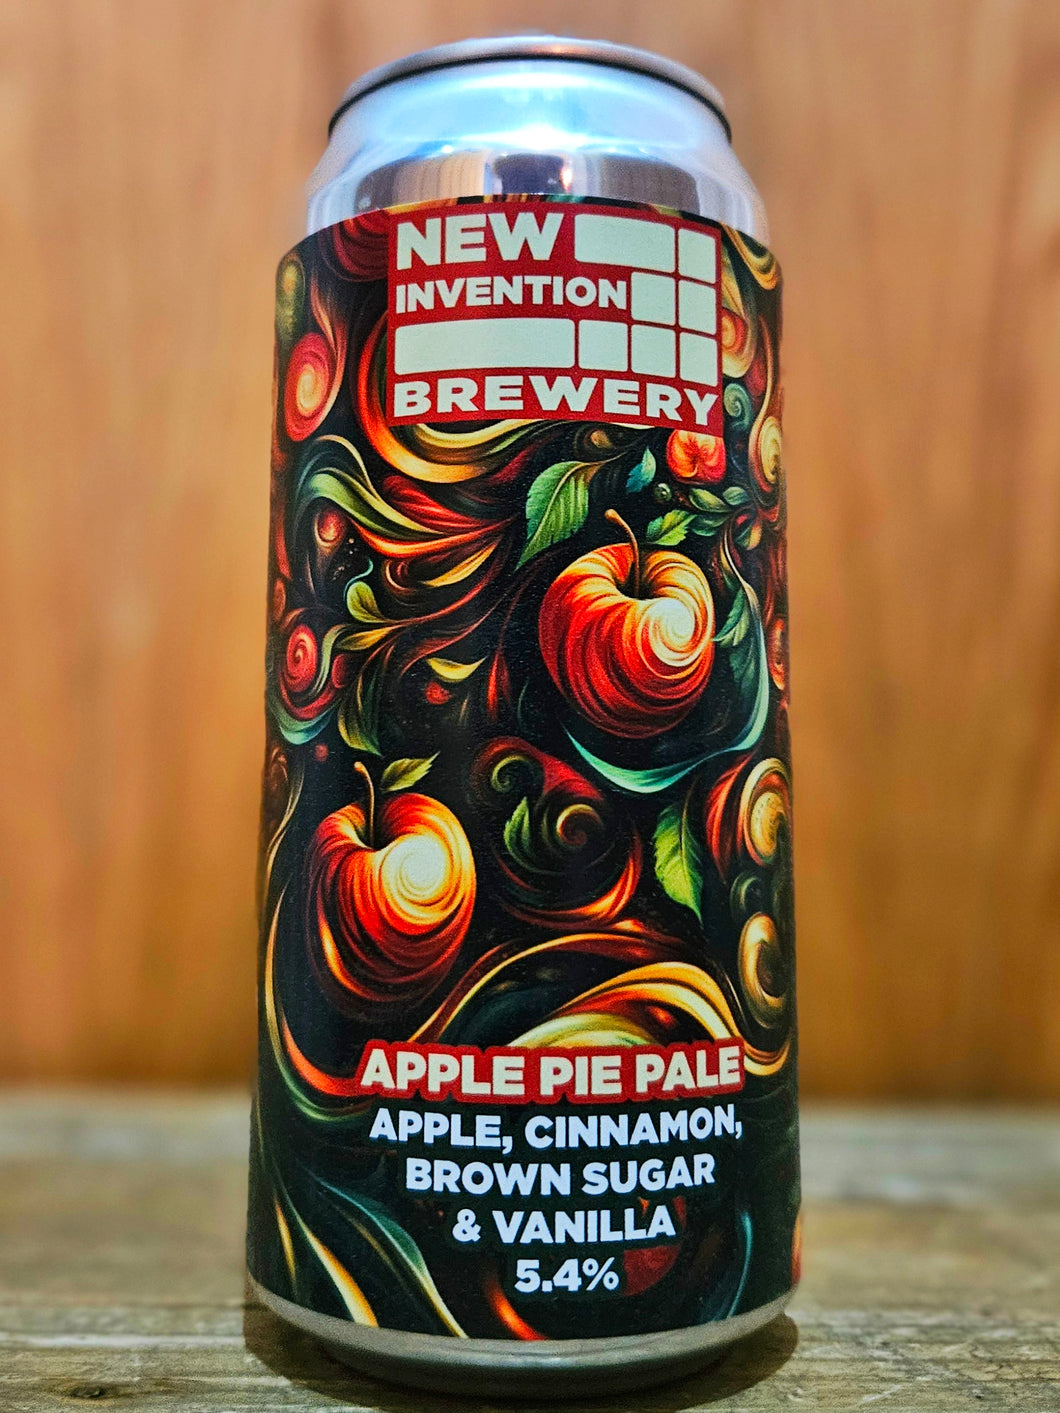 NEW
INVENTION
BREWERY
APPLE PIE PALE
APPLE, CINNAMON,
BROWN SUGAR
& VANILLA
5.4%